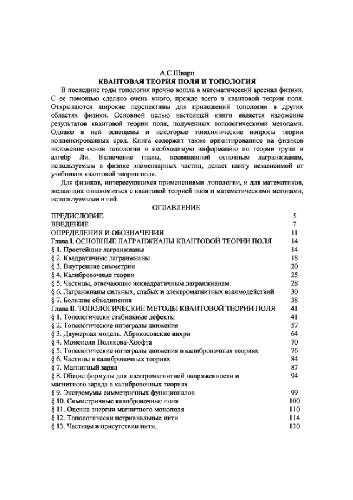 А.С.Шварц
КВАНТОВАЯ ТЕОРИЯ ПОЛЯ И ТОПОЛОГИЯ
В последние годы топология прочно вошла в математический арсенал физики.
С ее помощью сделано очень много, прежде всего в квантовой теории поля.
Открываются широкие перспективы для приложений топологии в других
областях физики. Основной целью настоящей книги является изложение
результатов квантовой теории поля, полученных топологическими методами.
Однако в ней освещены и некоторые топологические вопросы теории
конденсированных сред. Книга содержит также ориентированное на физиков
изложение основ топологии и необходимую информацию по теории групп и
алгебр Ли. Включение главы, посвященной основным лагранжианам,
используемым в физике элементарных частиц, делает книгу независимой от
учебников квантовой теории поля.
Для физиков, интересующихся применениями топологии, и для математиков,
желающих ознакомиться с квантовой теорией поля и математическими методами,
используемыми в ней.
ОГЛАВЛЕНИЕ
ПРЕДИСЛОВИЕ 5
ВВЕДЕНИЕ 7
ОПРЕДЕЛЕНИЯ И ОБОЗНАЧЕНИЯ 11
Глава I. ОСНОВНЫЕ ЛАГРАНЖИАНЫ КВАНТОВОЙ ТЕОРИИ ПОЛЯ 14
§ 1. Простейшие лагранжианы 14
§ 2. Квадратичные лагранжианы 18
§ 3. Внутренние симметрии 20
§ 4. Калибровочные теории 25
§ 5. Частицы, отвечающие неквадратичным лагранжианам 28
§ 6. Лагранжианы сильных, слабых и электромагнитных взаимодействий 30
§ 7. Большие объединения 38
Глава II. ТОПОЛОГИЧЕСКИЕ МЕТОДЫ КВАНТОВОЙ ТЕОРИИ ПОЛЯ 41
§ 1. Топологически стабильные дефекты 41
§ 2. Топологические интегралы движения 57
§ 3. Двумерная модель. Абрикосовские вихри 64
§ 4. Монополи Полякова-Хоофта 70
§ 5. Топологические интегралы движения в калибровочных теориях 76
§ 6. Частицы в калибровочных теориях 84
§ 7. Магнитный заряд 87
§ 8. Общие формулы для электромагнитной напряженности и 94
магнитного заряда в калибровочных теориях
§ 9. Экстремумы симметричных функционалов 99
§ 10. Симметричные калибровочные поля 100
§ 11. Оценка энергии магнитного монополя 110
§ 12. Топологически нетривиальные нити 114
§ 13. Частицы в присутствии нити. 120